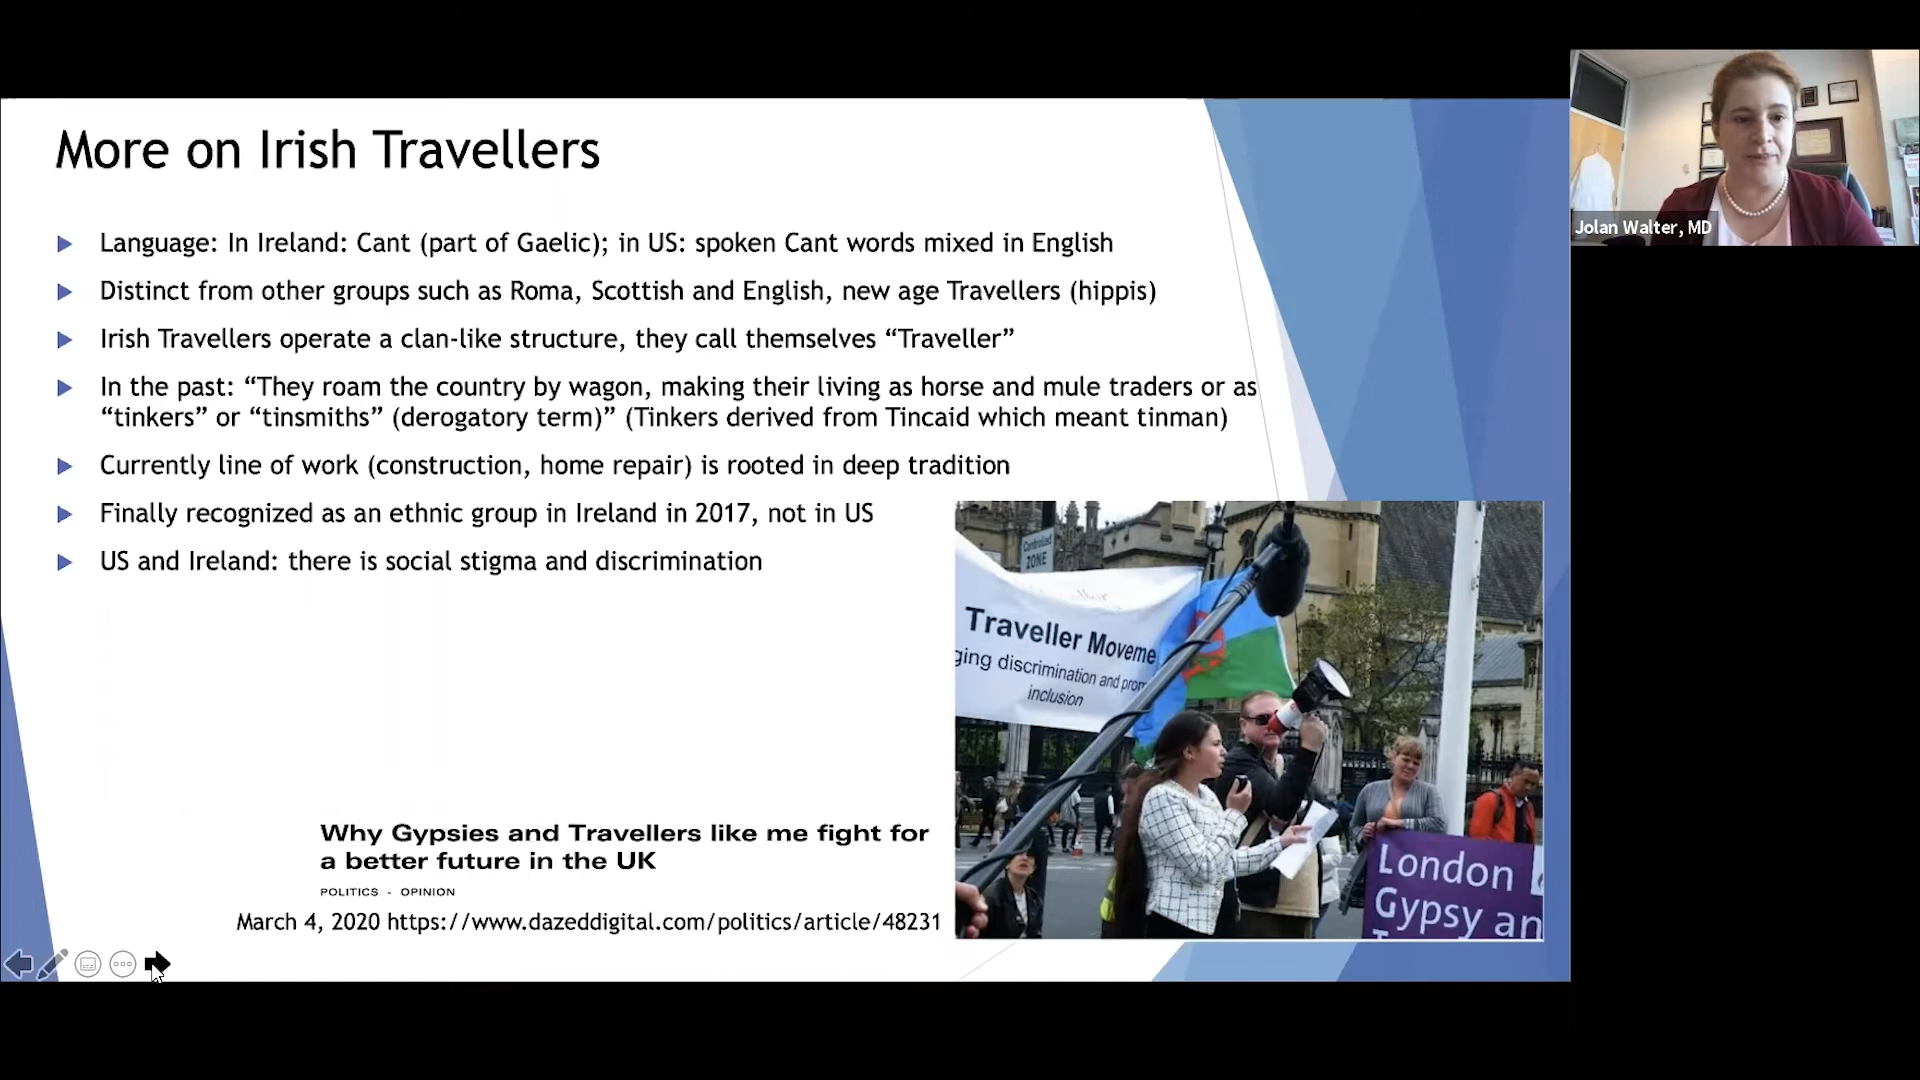 More on Irish Travellers
Language: In Ireland: Cant (part of Gaelic); in US: spoken Cant words mixed in English
Distinct from other groups such as Roma, Scottish and English, new age Travellers (hippis)
Irish Travellers operate a clan-like structure, they call themselves “Traveller”
In the past: “They roam the country by wagon, making their living as horse and mule traders or as
“tinkers” or “tinsmiths” (derogatory term)” (Tinkers derived from Tincaid which meant tinman)
Currently line of work (construction, home repair) is rooted in deep tradition
Finally recognized as an ethnic group in Ireland in 2017, not in US
US and Ireland: there is social stigma and discrimination
Controlled
ZONE
Traveller Moveme
ging discrimination and prom
inclusion
London
Gypsy an
Why Gypsies and Travellers like me fight for
a better future in the UK
POLITICS - OPINION
March 4, 2020 https://www.dazeddigital.com/politics/article/48231
Jolan Walter, MD